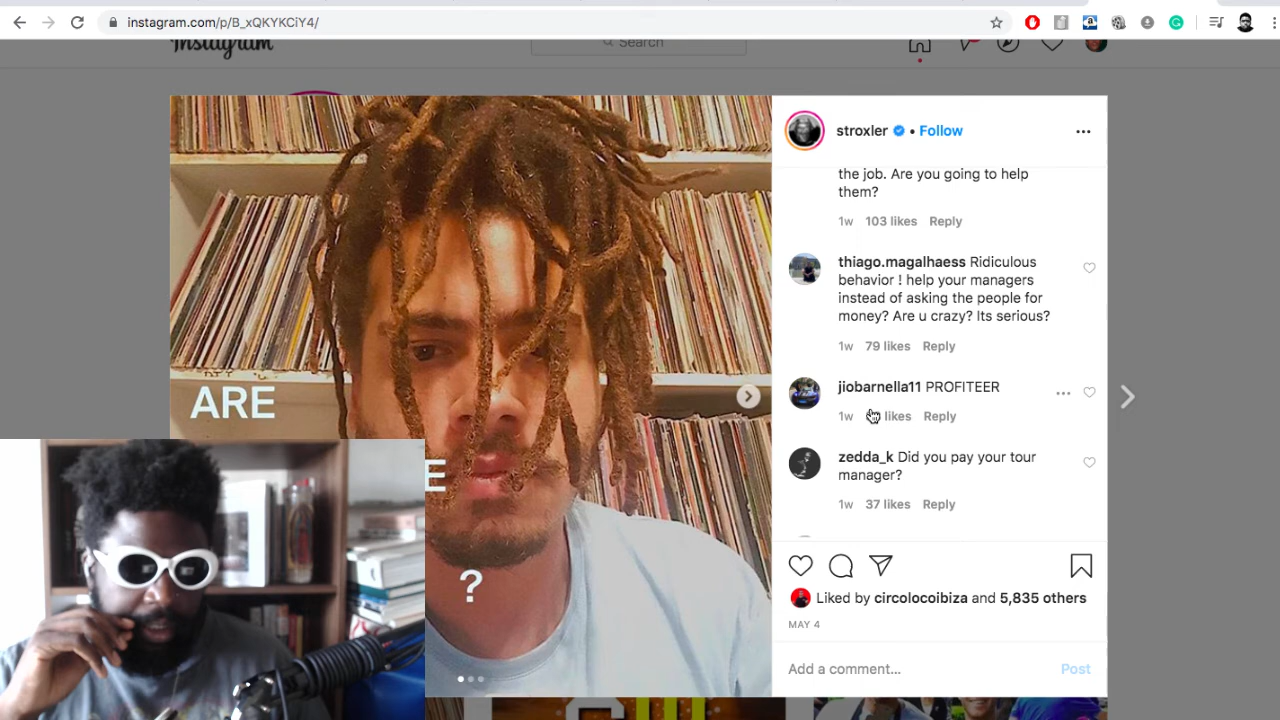 instagram.com/p/B_xQKYKCiY4/
Instagram
Search
stroxler • Follow
the job. Are you going to help
them?
1w 103 likes Reply
thiago.magalhaess Ridiculous
behavior ! help your managers
instead of asking the people for
money? Are u crazy? Its serious?
1w 79 likes Reply
jiobarnella11 PROFITEER
1w likes Reply
zedda_k Did you pay your tour
manager?
1w 37 likes Reply
Liked by circolocoibiza and 5,835 others
MAY 4
Add a comment... Post
ARE
?